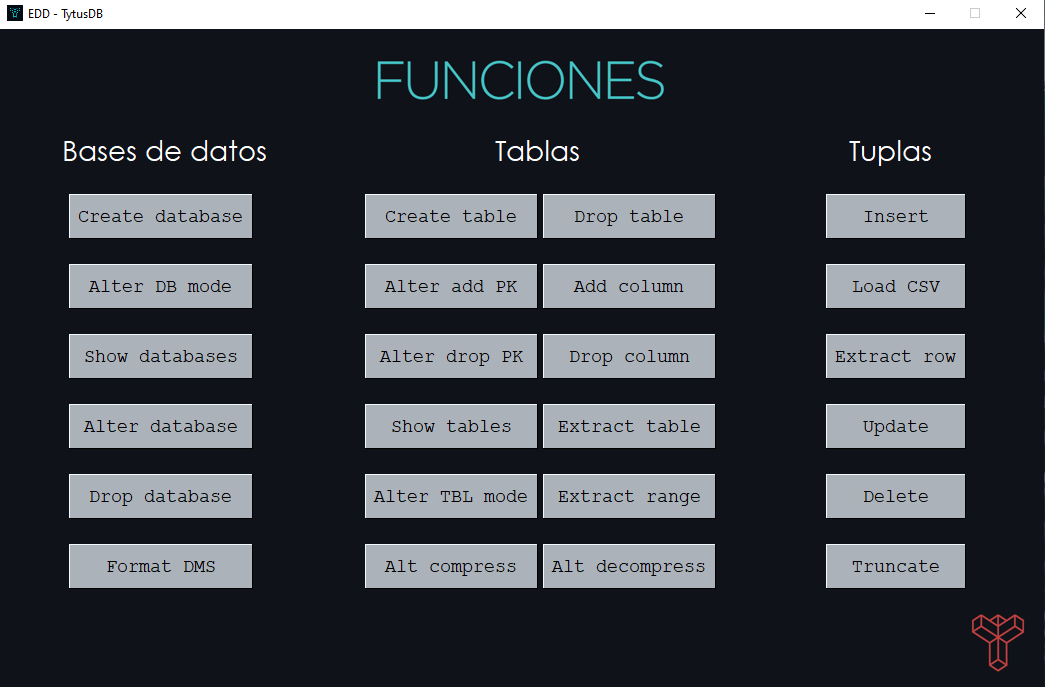 EDD - TytusDB
FUNCIONES
Bases de datos
Tablas
Tuplas
Create database
Create table
Drop table
Insert
Alter DB mode
Alter add PK
Add column
Load CSV
Show databases
Alter drop PK
Drop column
Extract row
Alter database
Show tables
Extract table
Update
Drop database
Alter TBL mode
Extract range
Delete
Format DMS
Alt compress
Alt decompress
Truncate